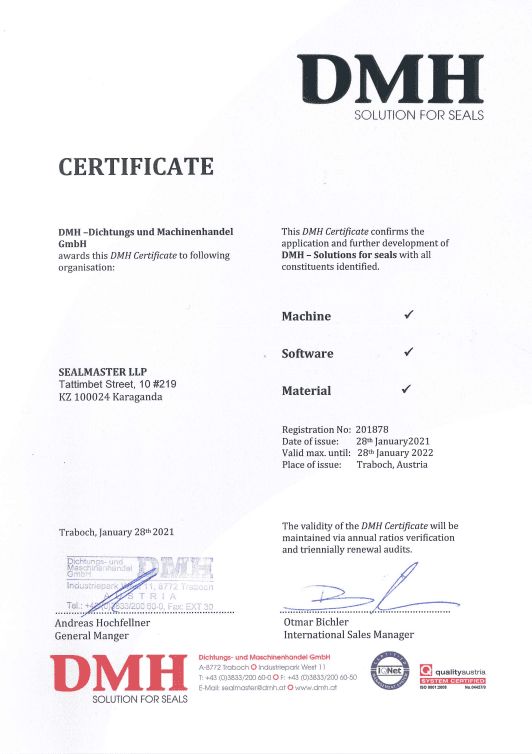 DMH
SOLUTION FOR SEALS
CERTIFICATE
DMH –Dichtungs und Machinenhandel
GmbH
awards this DMH Certificate to following
organisation:
This DMH Certificate confirms the
application and further development of
DMH – Solutions for seals with all
constituents identified.
Machine ✓
Software ✓
Material ✓
SEALMASTER LLP
Tattimbet Street, 10 #219
KZ 100024 Karaganda
Registration No: 201878
Date of issue: 28th January2021
Valid max. until: 28th January 2022
Place of issue: Traboch, Austria
Traboch, January 28th 2021
The validity of the DMH Certificate will be
maintained via annual ratios verification
and triennially renewal audits.
Dichtungs- und
Maschinenhandel
GmbH
DMH
Industriepark West 11, 8772 Traboch
AUSTRIA
Tel.: +43(0)3833/200 60-0, Fax: EXT 30
Andreas Hochfellner
General Manger
Otmar Bichler
International Sales Manager
DMH
SOLUTION FOR SEALS
Dichtungs- und Maschinenhandel GmbH
A-8772 Traboch O Industriepark West 11
T: +43 (0)3833/200 60-0 O F: +43 (0)3833/200 60-50
E-Mail: sealmaster@dmh.at O www.dmh.at
IQNet
qualityaustria
SYSTEM CERTIFIED
ISO 9001:2008 No.04427/0